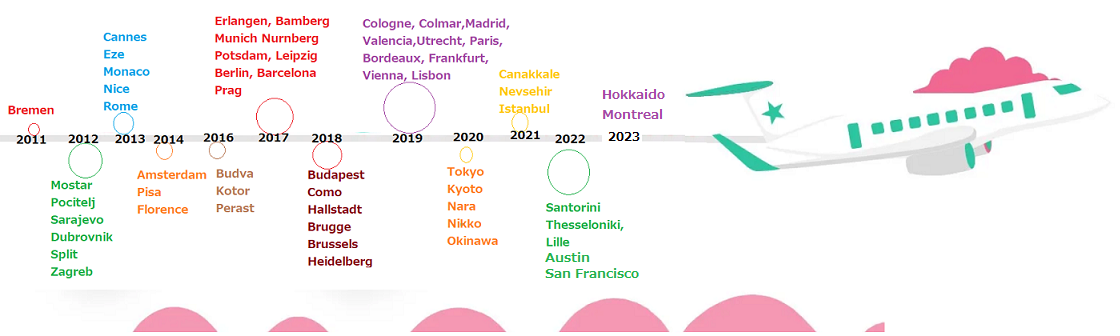 Bremen
2011
2012
Mostar
Pocitelj
Sarajevo
Dubrovnik
Split
Zagreb
Cannes
Eze
Monaco
Nice
Rome
2013
2014
Amsterdam
Pisa
Florence
2016
Budva
Kotor
Perast
Erlangen, Bamberg
Munich Nurnberg
Potsdam, Leipzig
Berlin, Barcelona
Prag
2017
2018
Budapest
Como
Hallstadt
Brugge
Brussels
Heidelberg
Cologne, Colmar,Madrid,
Valencia,Utrecht, Paris,
Bordeaux, Frankfurt,
Vienna, Lisbon
2019
2020
Tokyo
Kyoto
Nara
Nikko
Okinawa
Canakkale
Nevsehir
Istanbul
2021
2022
Santorini
Thesseloniki,
Lille
Austin
San Francisco
Hokkaido
Montreal
2023